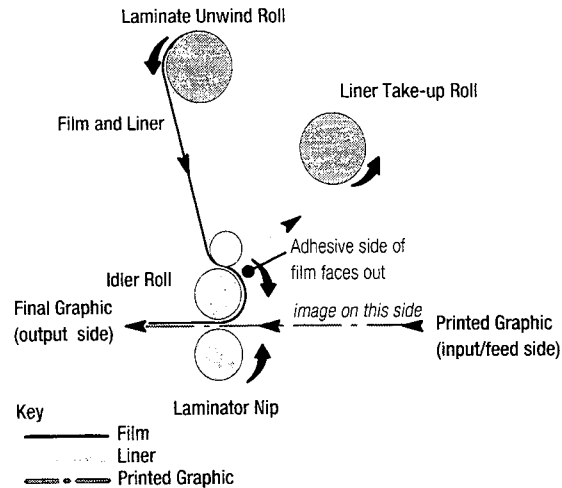 Laminate Unwind Roll
Liner Take-up Roll
Film and Liner
Adhesive side of
film faces out
Idler Roll
Final Graphic
(output side)
image on this side
Printed Graphic
(input/feed side)
Laminator Nip
Key
Film
Liner
Printed Graphic